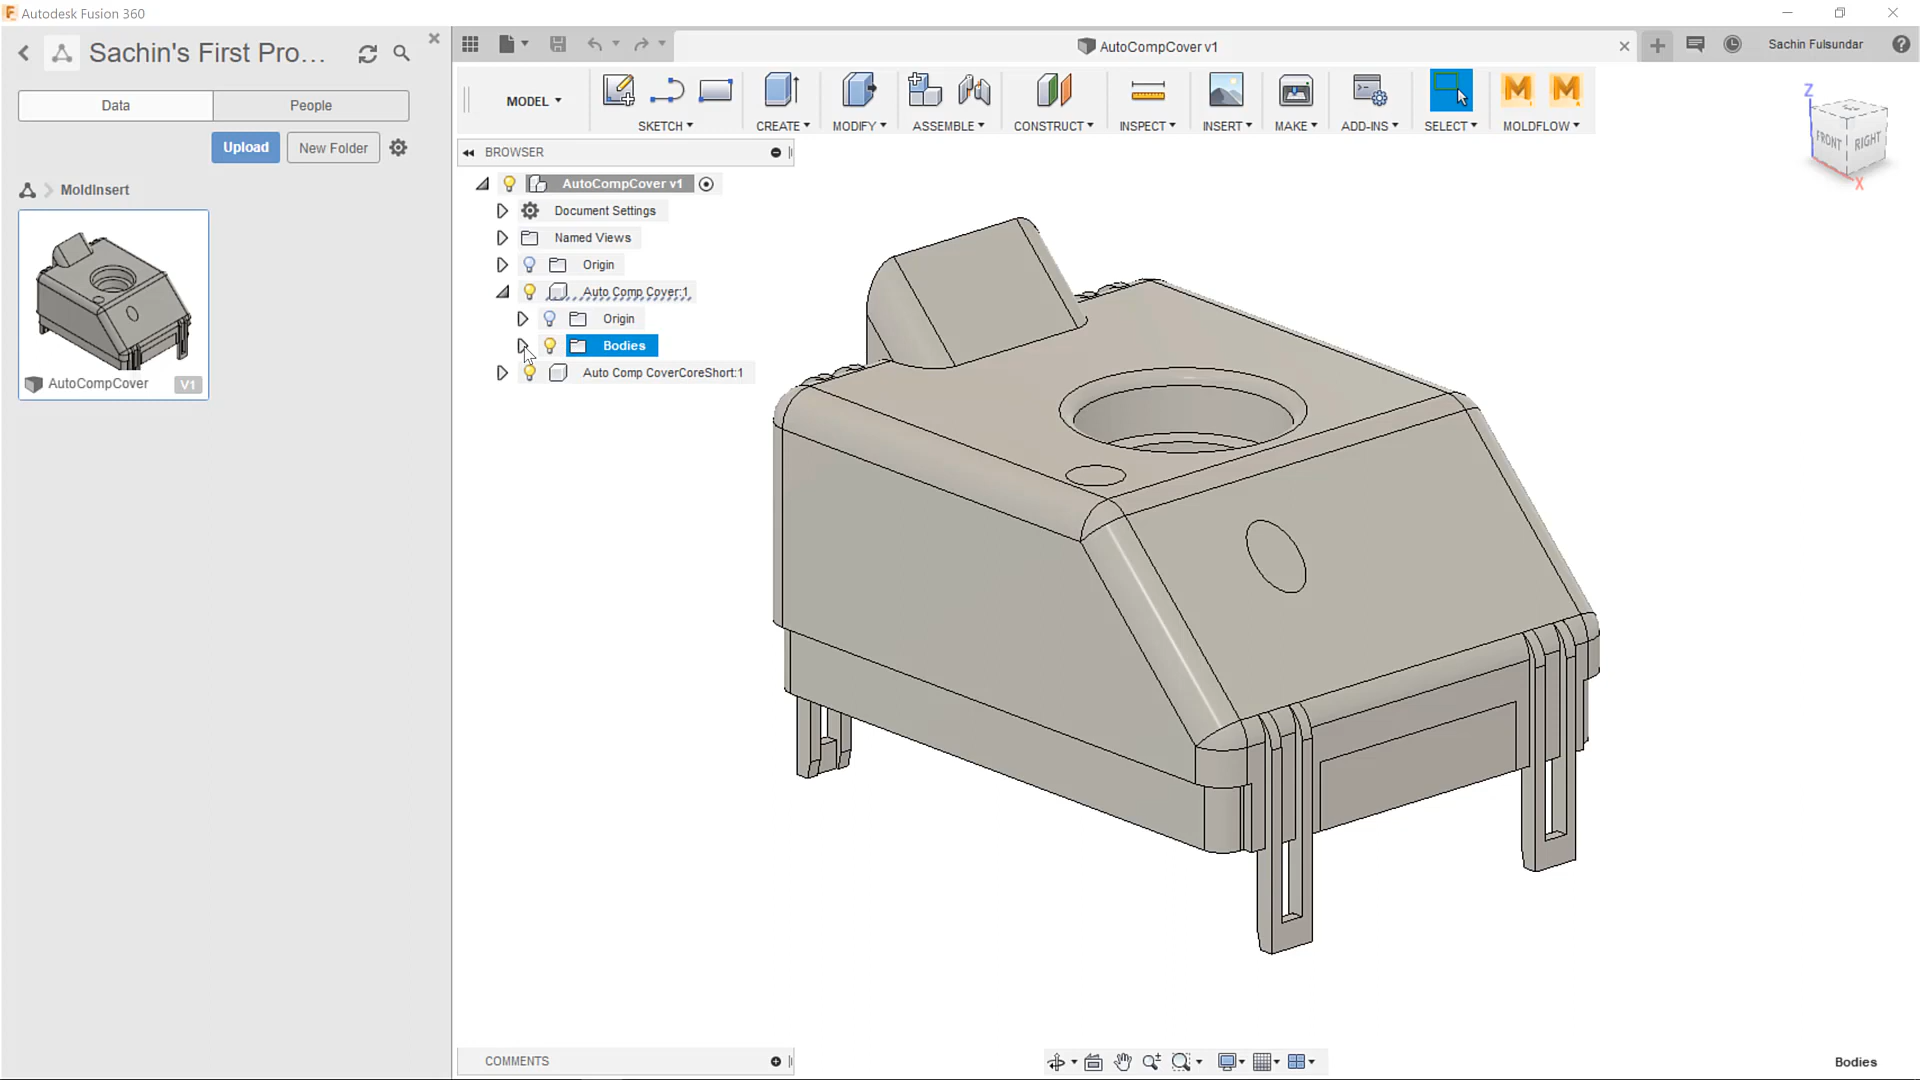 Autodesk Fusion 360
Sachin's First Pro...
Data
People
Upload
New Folder
MoldInsert
AutoCompCover
V1
AutoCompCover v1
Sachin Fulsundar
MODEL
SKETCH
CREATE
MODIFY
ASSEMBLE
CONSTRUCT
INSPECT
INSERT
MAKE
ADD-INS
SELECT
MOLDFLOW
BROWSER
AutoCompCover v1
Document Settings
Named Views
Origin
Auto Comp Cover:1
Origin
Bodies
Auto Comp CoverCoreShort:1
Z
FRONT
RIGHT
X
COMMENTS
Bodies